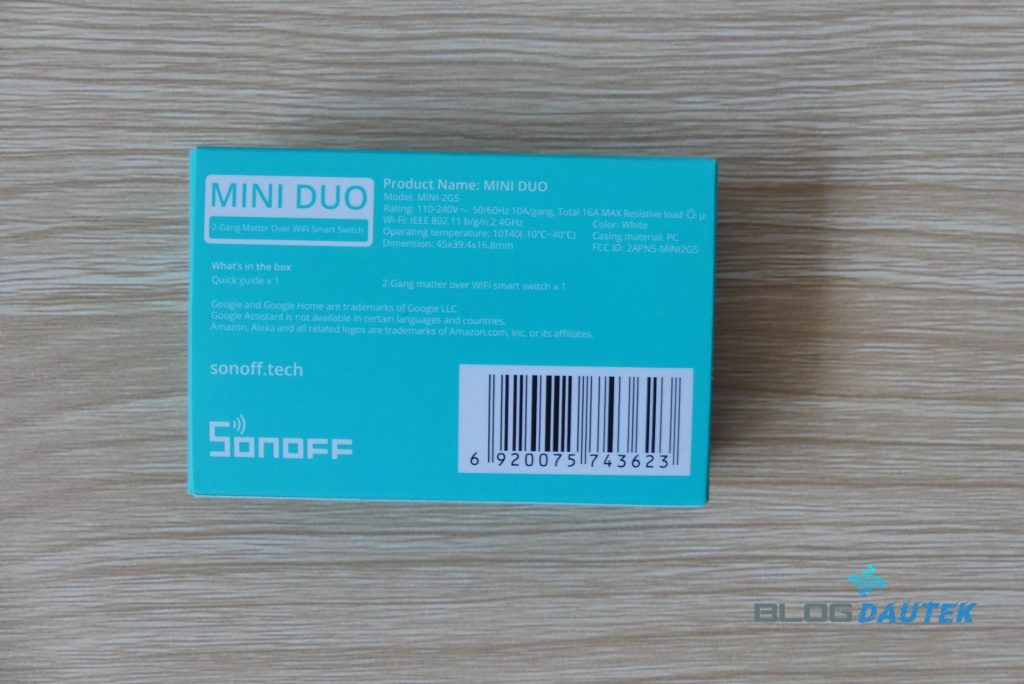 MINI DUO
2-Gang Matter Over WiFi Smart Switch
Product Name: MINI DUO
Model: MINI-2GS
Rating: 110-240V～ 50/60Hz 10A/gang, Total 16A MAX Resistive load μ
Wi-Fi: IEEE 802.11 b/g/n 2.4GHz
Color: White
Operating temperature: 10T40(-10℃~40℃)
Casing material: PC
Dimension: 45x39.4x16.8mm
FCC ID: 2APN5-MINI2GS
What's in the box
Quick guide x 1
2-Gang matter over WiFi smart switch x 1
Google and Google Home are trademarks of Google LLC.
Google Assistant is not available in certain languages and countries.
Amazon, Alexa and all related logos are trademarks of Amazon.com, Inc. or its affiliates.
sonoff.tech
SONOFF
6 920075 743623
BLOG DAUTEK